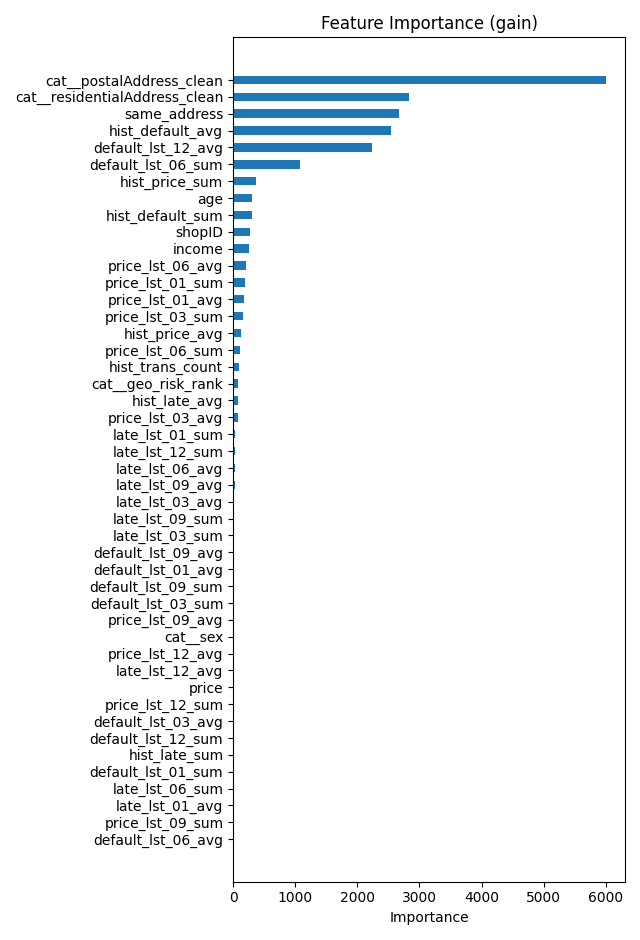 Feature Importance (gain)
cat__postalAddress_clean
cat__residentialAddress_clean
same_address
hist_default_avg
default_lst_12_avg
default_lst_06_sum
hist_price_sum
age
hist_default_sum
shopID
income
price_lst_06_avg
price_lst_01_sum
price_lst_01_avg
price_lst_03_sum
hist_price_avg
price_lst_06_sum
hist_trans_count
cat__geo_risk_rank
hist_late_avg
price_lst_03_avg
late_lst_01_sum
late_lst_12_sum
late_lst_06_avg
late_lst_09_avg
late_lst_03_avg
late_lst_09_sum
late_lst_03_sum
default_lst_09_avg
default_lst_01_avg
default_lst_09_sum
default_lst_03_sum
price_lst_09_avg
cat__sex
price_lst_12_avg
late_lst_12_avg
price
price_lst_12_sum
default_lst_03_avg
default_lst_12_sum
hist_late_sum
default_lst_01_sum
late_lst_06_sum
late_lst_01_avg
price_lst_09_sum
default_lst_06_avg
0 1000 2000 3000 4000 5000 6000
Importance